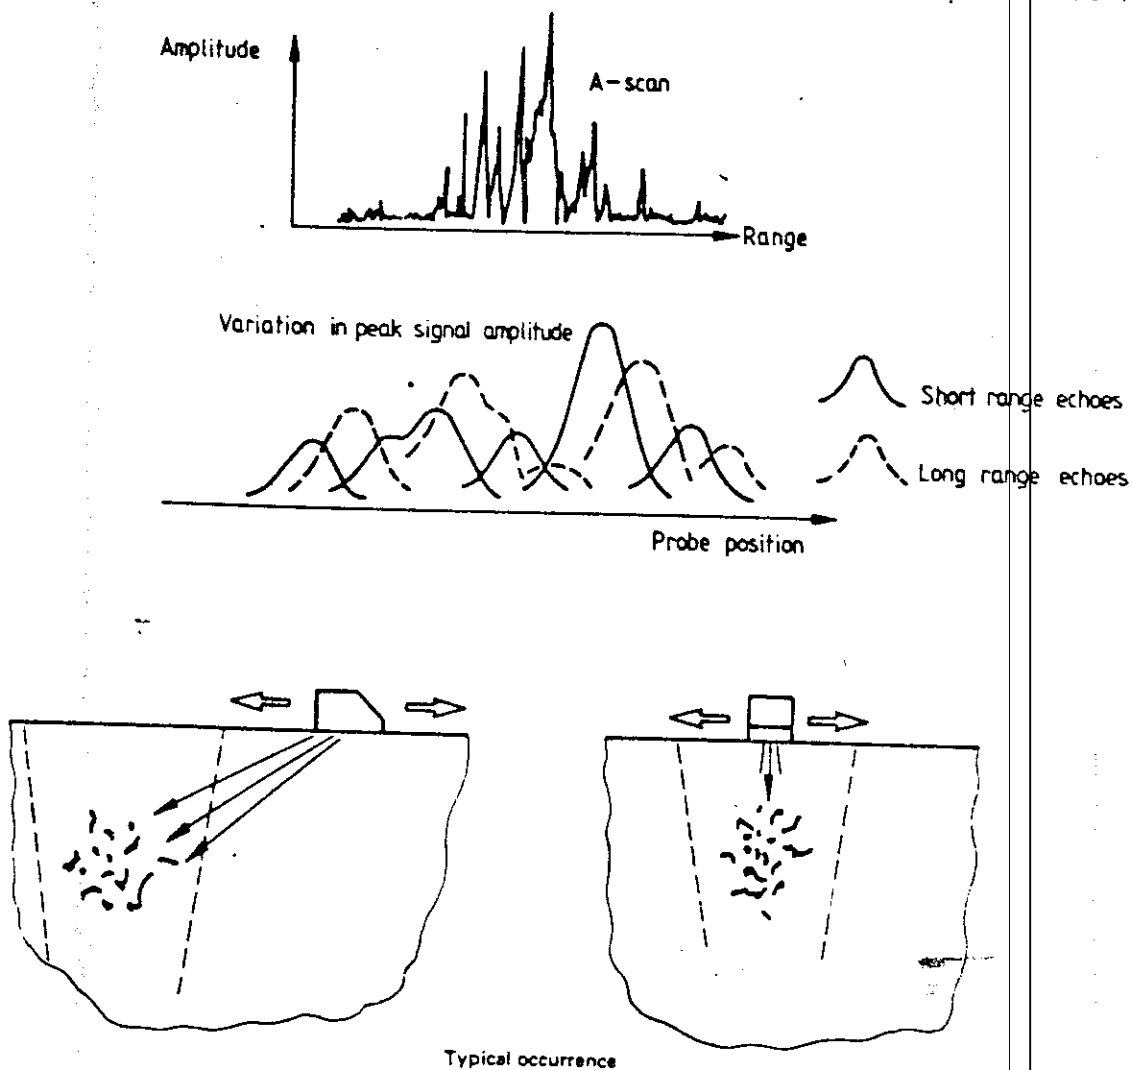 Amplitude
A-scan
Range
Variation in peak signal amplitude
Short range echoes
Long range echoes
Probe position
Typical occurrence